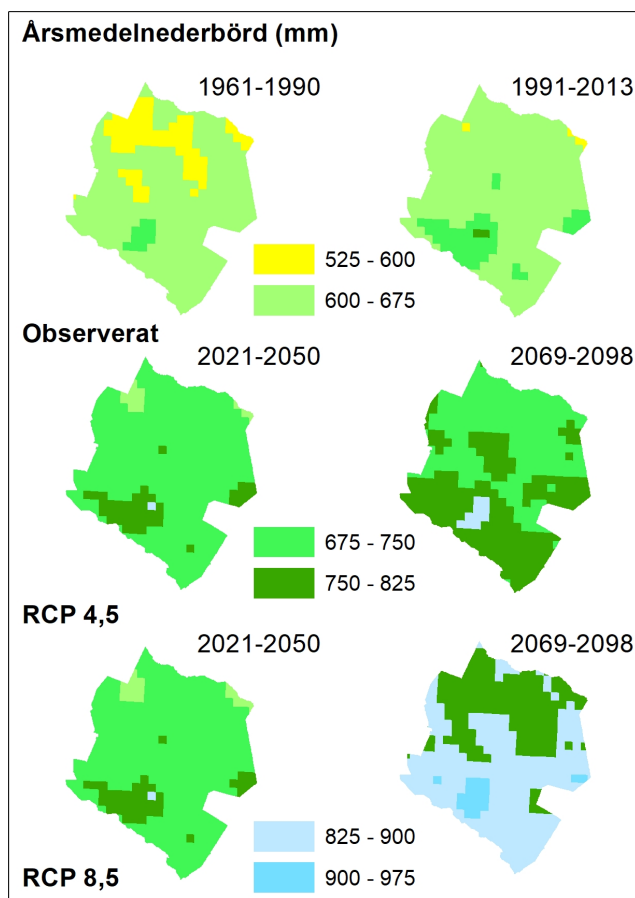 Årsmedelnederbörd (mm)
1961-1990
1991-2013
525 - 600
600 - 675
Observerat
2021-2050
2069-2098
675 - 750
750 - 825
RCP 4,5
2021-2050
2069-2098
825 - 900
900 - 975
RCP 8,5